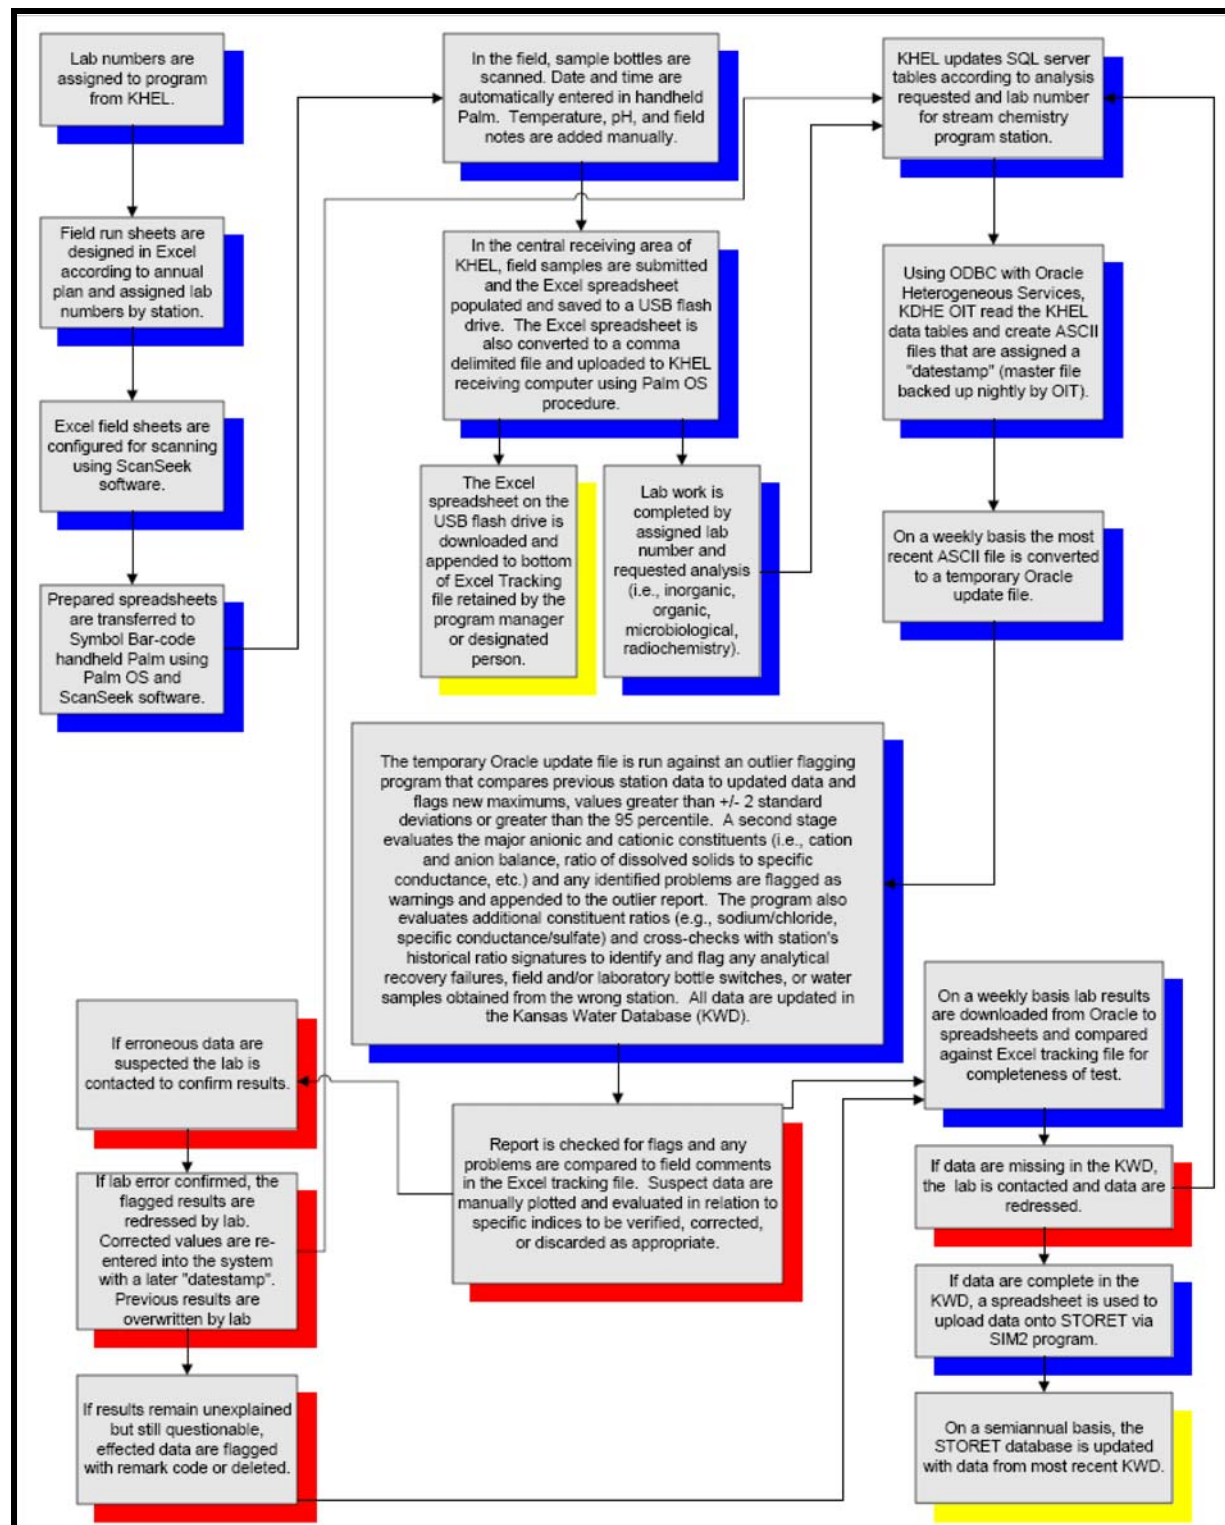 Lab numbers are
assigned to program
from KHEL.
Field run sheets are
designed in Excel
according to annual
plan and assigned lab
numbers by station.
Excel field sheets are
configured for scanning
using ScanSeek
software.
Prepared spreadsheets
are transferred to
Symbol Bar-code
handheld Palm using
Palm OS and
ScanSeek software.
In the field, sample bottles are
scanned. Date and time are
automatically entered in handheld
Palm. Temperature, pH, and field
notes are added manually.
In the central receiving area of
KHEL, field samples are submitted
and the Excel spreadsheet
populated and saved to a USB flash
drive. The Excel spreadsheet is
also converted to a comma
delimited file and uploaded to KHEL
receiving computer using Palm OS
procedure.
The Excel
spreadsheet on the
USB flash drive is
downloaded and
appended to bottom
of Excel Tracking
file retained by the
program manager
or designated
person.
Lab work is
completed by
assigned lab
number and
requested analysis
(i.e., inorganic,
organic,
microbiological,
radiochemistry).
KHEL updates SQL server
tables according to analysis
requested and lab number
for stream chemistry
program station.
Using ODBC with Oracle
Heterogeneous Services,
KDHE OIT read the KHEL
data tables and create ASCII
files that are assigned a
"datestamp" (master file
backed up nightly by OIT).
On a weekly basis the most
recent ASCII file is converted
to a temporary Oracle
update file.
The temporary Oracle update file is run against an outlier flagging
program that compares previous station data to updated data and
flags new maximums, values greater than +/- 2 standard
deviations or greater than the 95 percentile. A second stage
evaluates the major anionic and cationic constituents (i.e., cation
and anion balance, ratio of dissolved solids to specific
conductance, etc.) and any identified problems are flagged as
warnings and appended to the outlier report. The program also
evaluates additional constituent ratios (e.g., sodium/chloride,
specific conductance/sulfate) and cross-checks with station's
historical ratio signatures to identify and flag any analytical
recovery failures, field and/or laboratory bottle switches, or water
samples obtained from the wrong station. All data are updated in
the Kansas Water Database (KWD).
Report is checked for flags and any
problems are compared to field comments
in the Excel tracking file. Suspect data are
manually plotted and evaluated in relation to
specific indices to be verified, corrected,
or discarded as appropriate.
If erroneous data are
suspected the lab is
contacted to confirm results.
If lab error confirmed, the
flagged results are
redressed by lab.
Corrected values are re-
entered into the system
with a later "datestamp".
Previous results are
overwritten by lab
If results remain unexplained
but still questionable,
effected data are flagged
with remark code or deleted.
On a weekly basis lab results
are downloaded from Oracle to
spreadsheets and compared
against Excel tracking file for
completeness of test.
If data are missing in the KWD,
the lab is contacted and data are
redressed.
If data are complete in the
KWD, a spreadsheet is used to
upload data onto STORET via
SIM2 program.
On a semiannual basis, the
STORET database is updated
with data from most recent KWD.